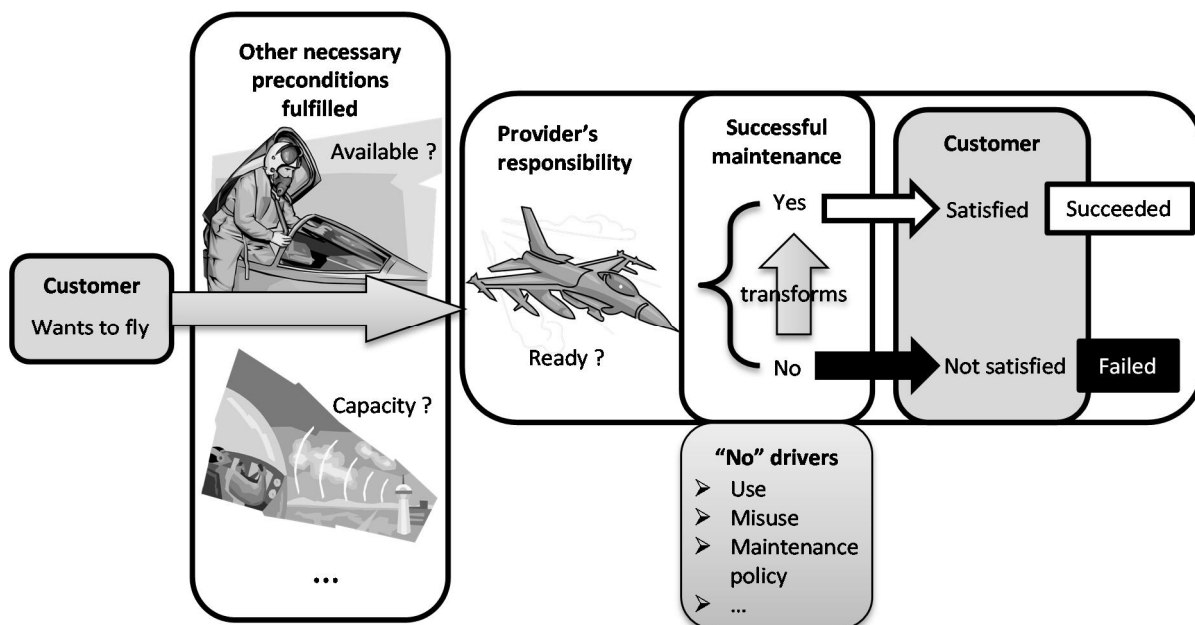 Customer
Wants to fly
Other necessary
preconditions
fulfilled
Available ?
Capacity ?
...
Provider's
responsibility
Ready ?
Successful
maintenance
Yes
transforms
No
Customer
Satisfied
Succeeded
Not satisfied
Failed
“No” drivers
➢ Use
➢ Misuse
➢ Maintenance
policy
➢ ...